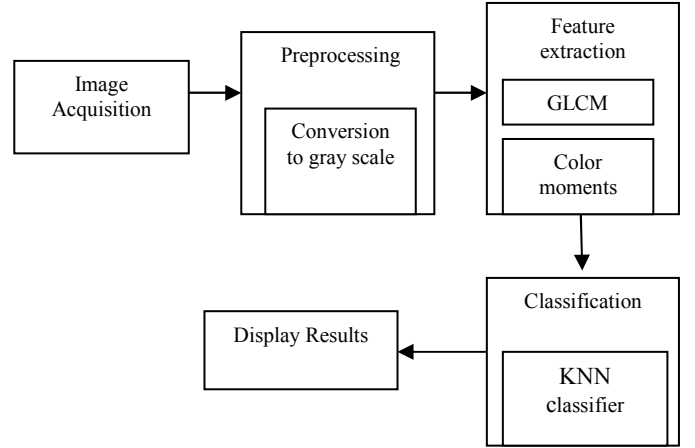 Image
Acquisition
Preprocessing
Conversion
to gray scale
Feature
extraction
GLCM
Color
moments
Classification
KNN
classifier
Display Results